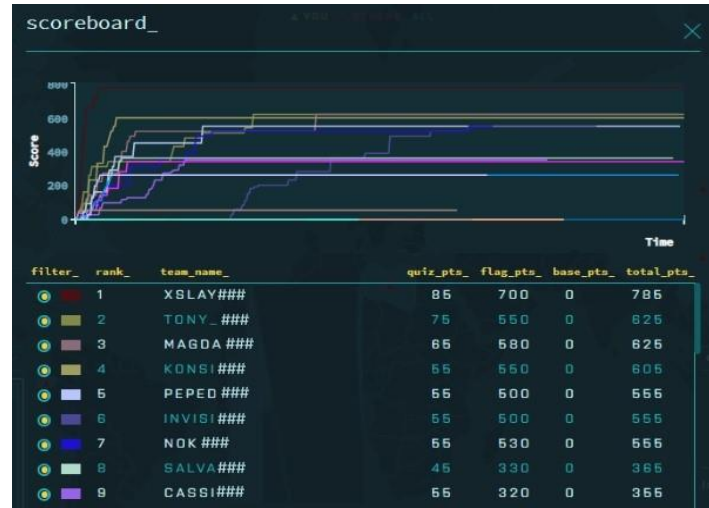 scoreboard_
800
600
Score
400
200
0
Time
filter_ rank_ team_name_ quiz_pts_ flag_pts_ base_pts_ total_pts_
1 XSLAY### 85 700 0 785
2 TONY_### 75 550 0 625
3 MAGDA ### 65 580 0 625
4 KONSI### 55 550 0 605
5 PEPED ### 55 500 0 555
6 INVISI### 55 500 0 555
7 NOK ### 55 530 0 555
8 SALVA### 45 330 0 365
9 CASSI### 55 320 0 355